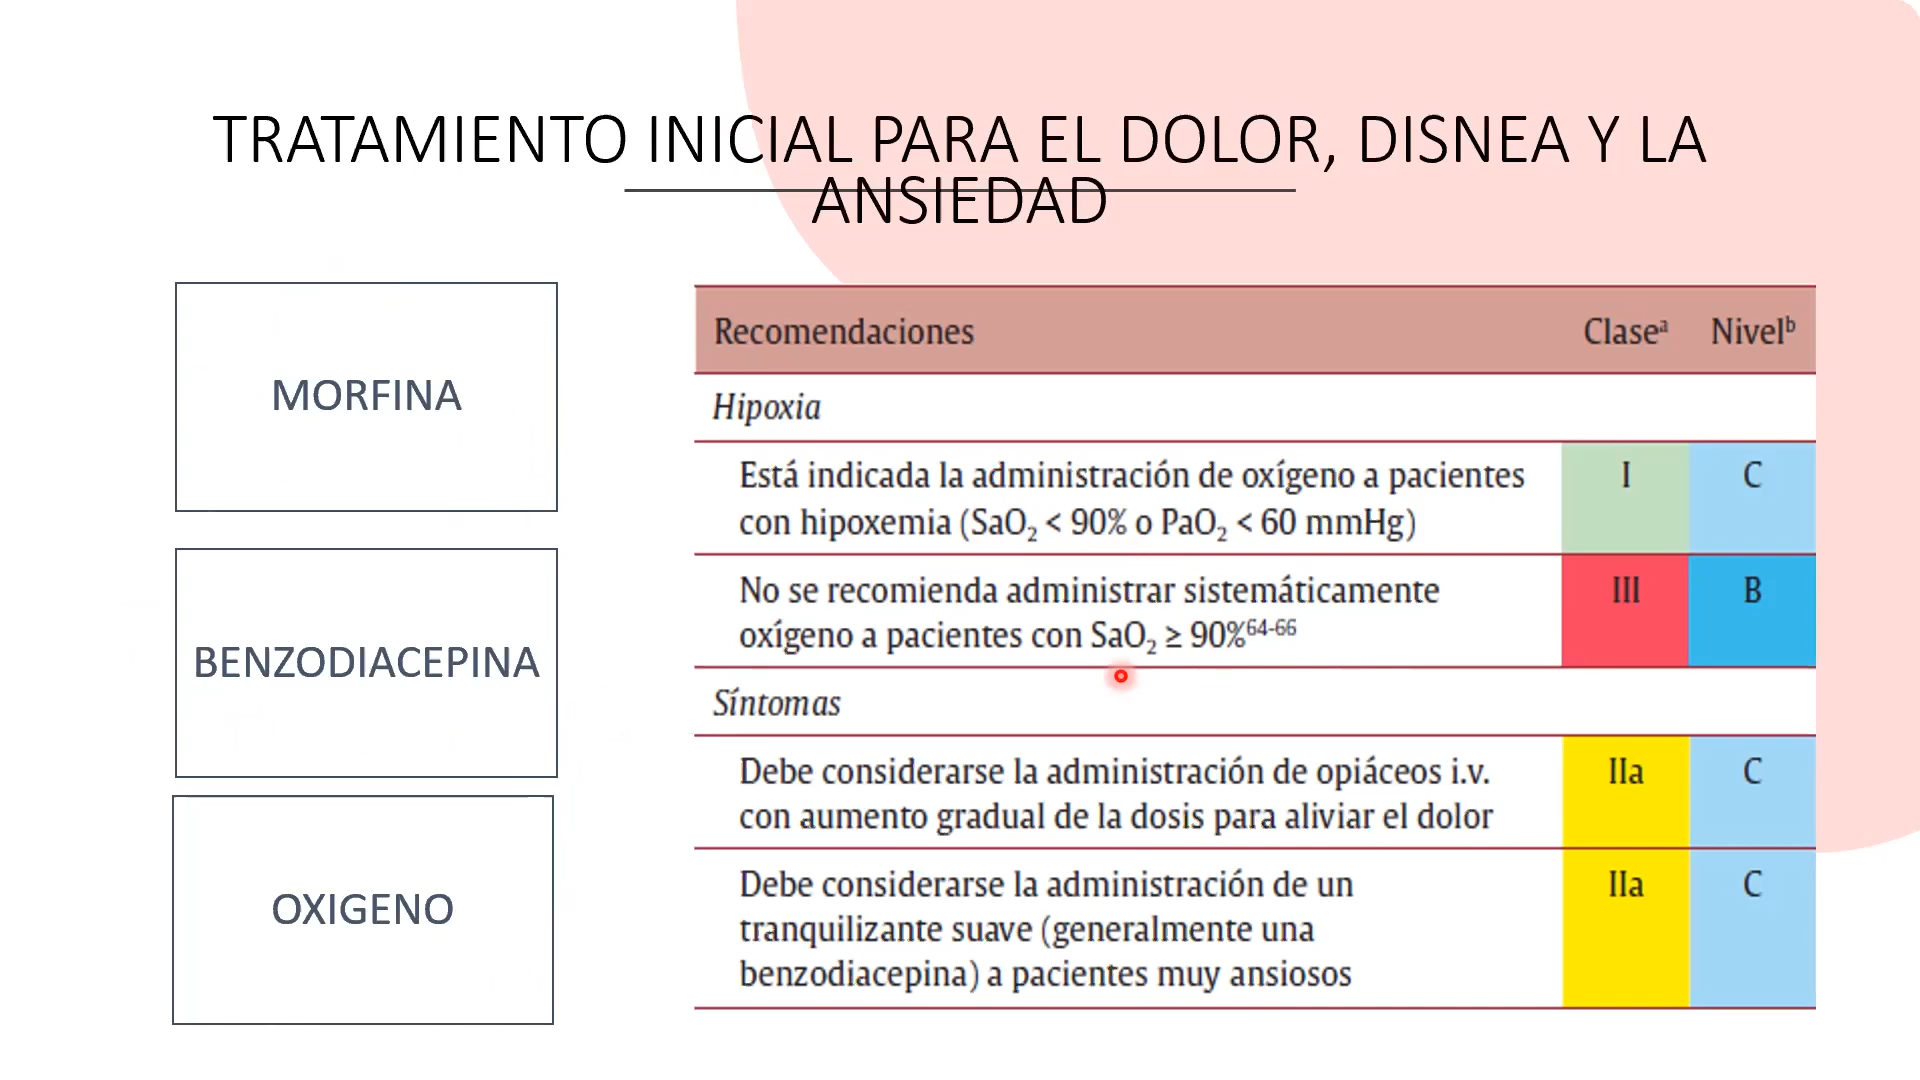 TRATAMIENTO INICIAL PARA EL DOLOR, DISNEA Y LA
ANSIEDAD
MORFINA
BENZODIACEPINA
OXIGENO
Recomendaciones Claseᵃ Nivelᵇ
Hipoxia
Está indicada la administración de oxígeno a pacientes I C
con hipoxemia (SaO₂ < 90% o PaO₂ < 60 mmHg)
No se recomienda administrar sistemáticamente III B
oxígeno a pacientes con SaO₂ ≥ 90%⁶⁴⁻⁶⁶
Síntomas
Debe considerarse la administración de opiáceos i.v. IIa C
con aumento gradual de la dosis para aliviar el dolor
Debe considerarse la administración de un IIa C
tranquilizante suave (generalmente una
benzodiacepina) a pacientes muy ansiosos